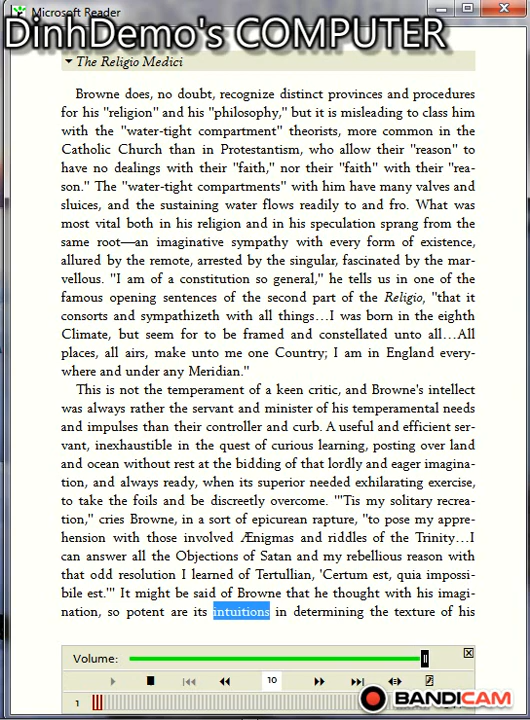 Microsoft Reader
DinhDemo's COMPUTER
The Religio Medici
Browne does, no doubt, recognize distinct provinces and procedures
for his "religion" and his "philosophy," but it is misleading to class him
with the "water-tight compartment" theorists, more common in the
Catholic Church than in Protestantism, who allow their "reason" to
have no dealings with their "faith," nor their "faith" with their "rea-
son." The "water-tight compartments" with him have many valves and
sluices, and the sustaining water flows readily to and fro. What was
most vital both in his religion and in his speculation sprang from the
same root—an imaginative sympathy with every form of existence,
allured by the remote, arrested by the singular, fascinated by the mar-
vellous. "I am of a constitution so general," he tells us in one of the
famous opening sentences of the second part of the Religio, "that it
consorts and sympathizeth with all things…I was born in the eighth
Climate, but seem for to be framed and constellated unto all…All
places, all airs, make unto me one Country; I am in England every-
where and under any Meridian."
This is not the temperament of a keen critic, and Browne's intellect
was always rather the servant and minister of his temperamental needs
and impulses than their controller and curb. A useful and efficient ser-
vant, inexhaustible in the quest of curious learning, posting over land
and ocean without rest at the bidding of that lordly and eager imagina-
tion, and always ready, when its superior needed exhilarating exercise,
to take the foils and be discreetly overcome. "'Tis my solitary recrea-
tion," cries Browne, in a sort of epicurean rapture, "to pose my appre-
hension with those involved Ænigmas and riddles of the Trinity…I
can answer all the Objections of Satan and my rebellious reason with
that odd resolution I learned of Tertullian, 'Certum est, quia impossi-
bile est.'" It might be said of Browne that he thought with his imagi-
nation, so potent are its intuitions in determining the texture of his
Volume:
10
1
BANDICAM